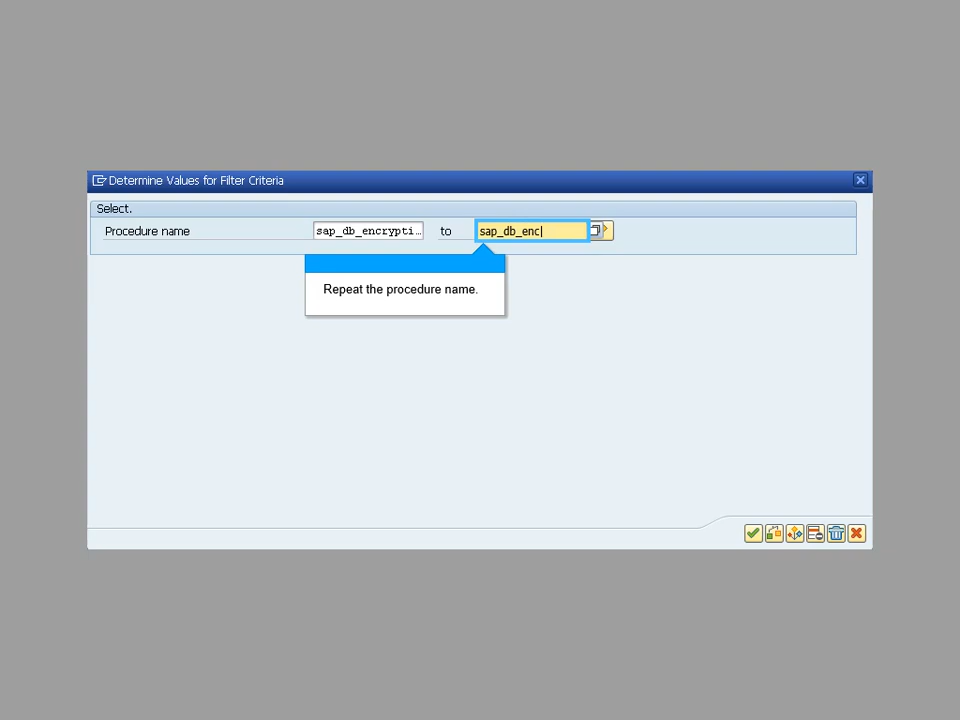 Determine Values for Filter Criteria
Select.
Procedure name sap_db_encrypti... to sap_db_enc
Repeat the procedure name.